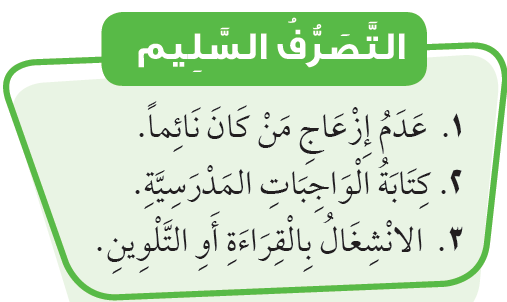 التَّصَرُّفُ السَّلِيم
١. عَدَمُ إِزْعَاجِ مَنْ كَانَ نَائِماً.
٢. كِتَابَةُ الْوَاجِبَاتِ المَدْرَسِيَّةِ.
٣. الانْشِغَالُ بِالْقِرَاءَةِ أَوِ التَّلْوِينِ.